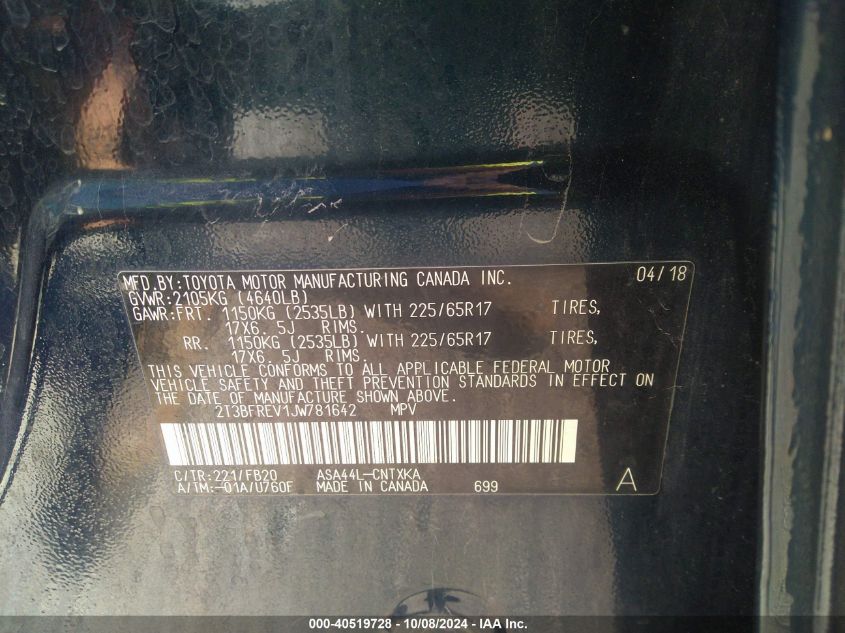 MFD.BY:TOYOTA MOTOR MANUFACTURING CANADA INC. 04/18
GVWR:2105KG (4640LB)
GAWR:FRT. 1150KG (2535LB) WITH 225/65R17 TIRES,
17X6. 5J RIMS.
RR. 1150KG (2535LB) WITH 225/65R17 TIRES,
17X6. 5J RIMS.
THIS VEHICLE CONFORMS TO ALL APPLICABLE FEDERAL MOTOR
VEHICLE SAFETY AND THEFT PREVENTION STANDARDS IN EFFECT ON
THE DATE OF MANUFACTURE SHOWN ABOVE.
2T3BFREV1JW781642 MPV
C/TR:221/FB20 ASA44L-CNTXKA
A/TM:-01A/U760F MADE IN CANADA 699 A
000-40519728 - 10/08/2024 - IAA Inc.